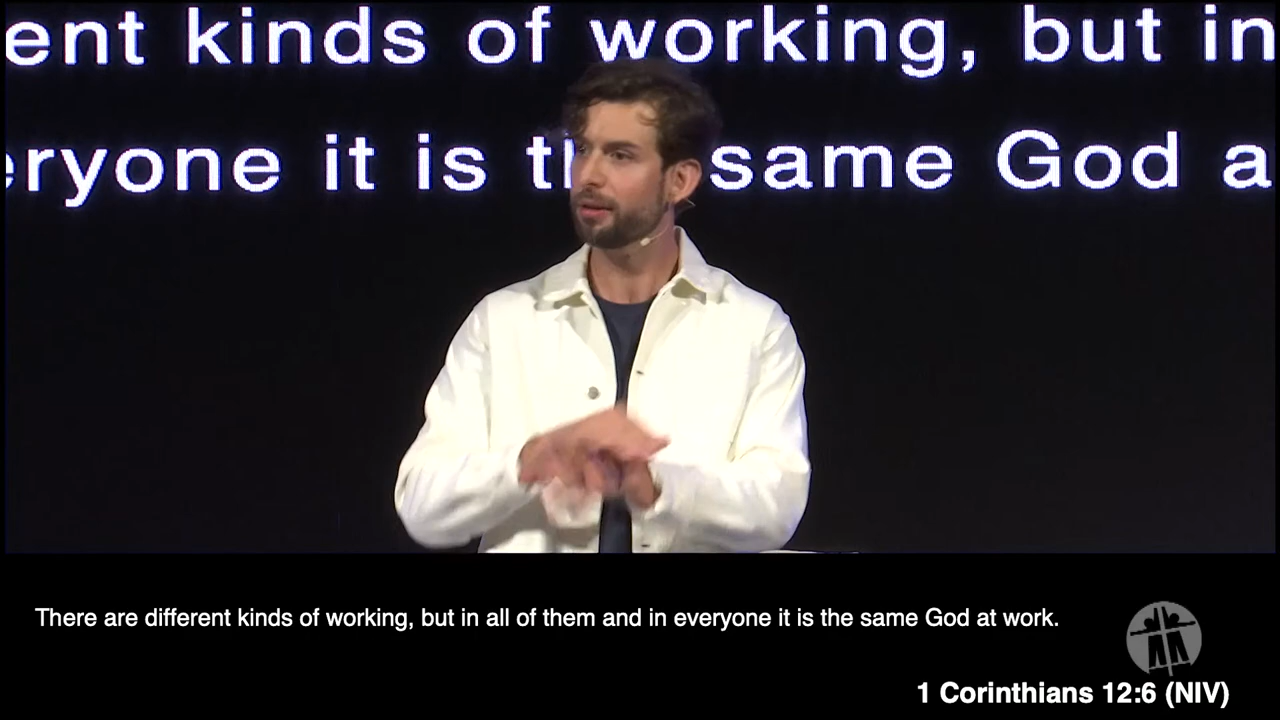 ent kinds of working, but in
eryone it is th same God a
There are different kinds of working, but in all of them and in everyone it is the same God at work.
1 Corinthians 12:6 (NIV)